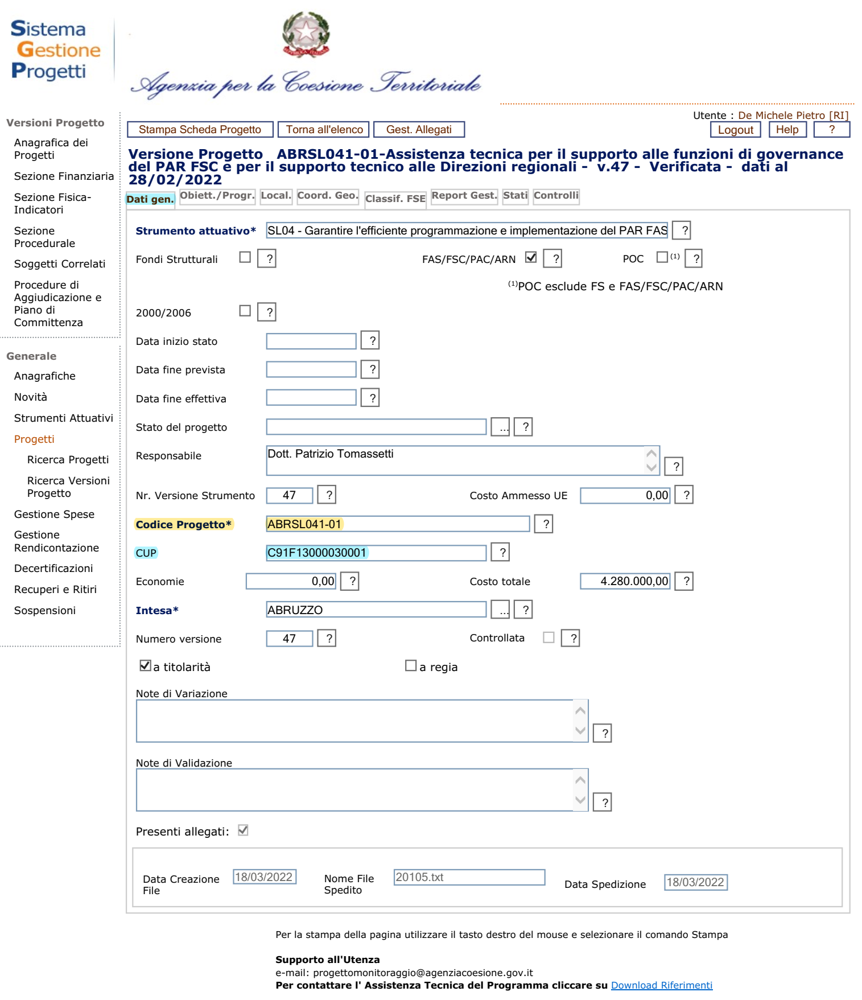 Sistema
Gestione
Progetti
Agenzia per la Coesione Territoriale
Utente : De Michele Pietro [RI]
Stampa Scheda Progetto Torna all'elenco Gest. Allegati Logout Help ?
Versioni Progetto
Anagrafica dei
Progetti
Sezione Finanziaria
Sezione Fisica-
Indicatori
Sezione
Procedurale
Soggetti Correlati
Procedure di
Aggiudicazione e
Piano di
Committenza
Generale
Anagrafiche
Novità
Strumenti Attuativi
Progetti
Ricerca Progetti
Ricerca Versioni
Progetto
Gestione Spese
Gestione
Rendicontazione
Decertificazioni
Recuperi e Ritiri
Sospensioni
Versione Progetto ABRSL041-01-Assistenza tecnica per il supporto alle funzioni di governance
del PAR FSC e per il supporto tecnico alle Direzioni regionali - v.47 - Verificata - dati al
28/02/2022
Dati gen. Obiett./Progr. Local. Coord. Geo. Classif. FSE Report Gest. Stati Controlli
Strumento attuativo* SL04 - Garantire l'efficiente programmazione e implementazione del PAR FAS ?
Fondi Strutturali ? FAS/FSC/PAC/ARN ? POC (1) ?
(1)POC esclude FS e FAS/FSC/PAC/ARN
2000/2006 ?
Data inizio stato ?
Data fine prevista ?
Data fine effettiva ?
Stato del progetto ... ?
Responsabile Dott. Patrizio Tomassetti ?
Nr. Versione Strumento 47 ? Costo Ammesso UE 0,00 ?
Codice Progetto* ABRSL041-01 ?
CUP C91F13000030001 ?
Economie 0,00 ? Costo totale 4.280.000,00 ?
Intesa* ABRUZZO ... ?
Numero versione 47 ? Controllata ?
a titolarità a regia
Note di Variazione
?
Note di Validazione
?
Presenti allegati:
Data Creazione
File 18/03/2022 Nome File
Spedito 20105.txt Data Spedizione 18/03/2022
Per la stampa della pagina utilizzare il tasto destro del mouse e selezionare il comando Stampa
Supporto all'Utenza
e-mail: progettomonitoraggio@agenziacoesione.gov.it
Per contattare l' Assistenza Tecnica del Programma cliccare su Download Riferimenti